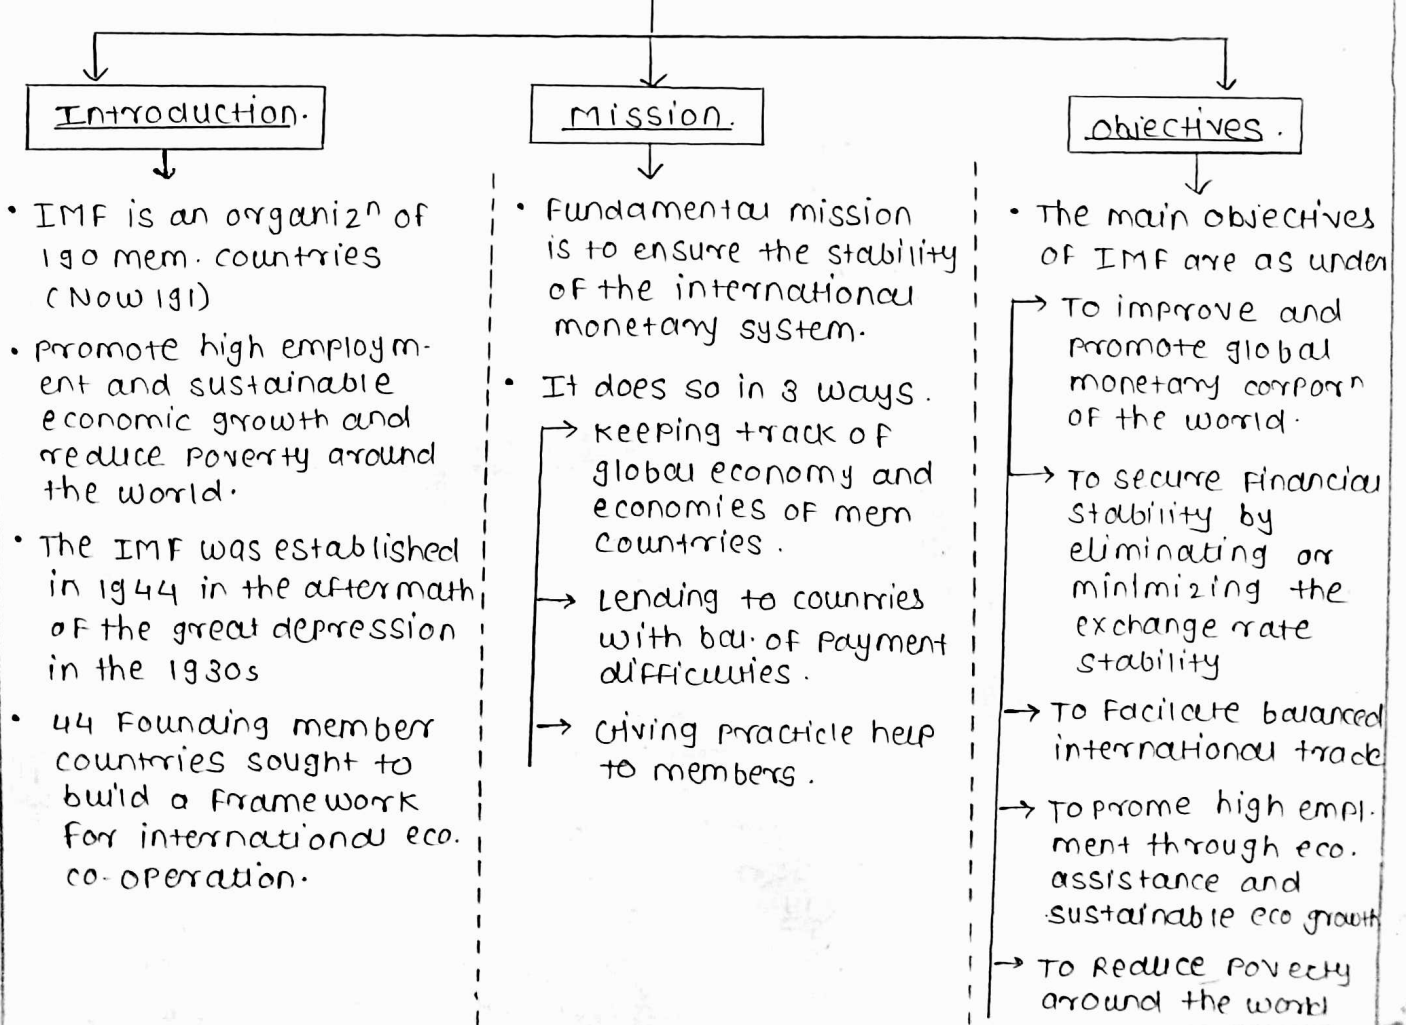 Introduction.
• IMF is an organizⁿ of
190 mem. countries
(Now 191)
• promote high employm-
ent and sustainable
economic growth and
reduce poverty around
the world.
• The IMF was established
in 1944 in the aftermath
of the great depression
in the 1930s
• 44 Founding member
countries sought to
build a framework
for international eco.
co-operation.
Mission.
• Fundamental mission
is to ensure the stability
of the international
monetary system.
• It does so in 3 ways.
→ keeping track of
global economy and
economies of mem
countries.
→ Lending to counries
with bal. of payment
difficulties.
→ Giving practicle help
to members.
Objectives.
• The main objectives
of IMF are as under
→ To improve and
promote global
monetary corporⁿ
of the world.
→ To secure financial
stability by
eliminating or
minimizing the
exchange rate
stability
→ To facilate balanced
international track
→ To prome high empl.
ment through eco.
assistance and
sustainable eco growth
→ To Reduce poverty
around the world